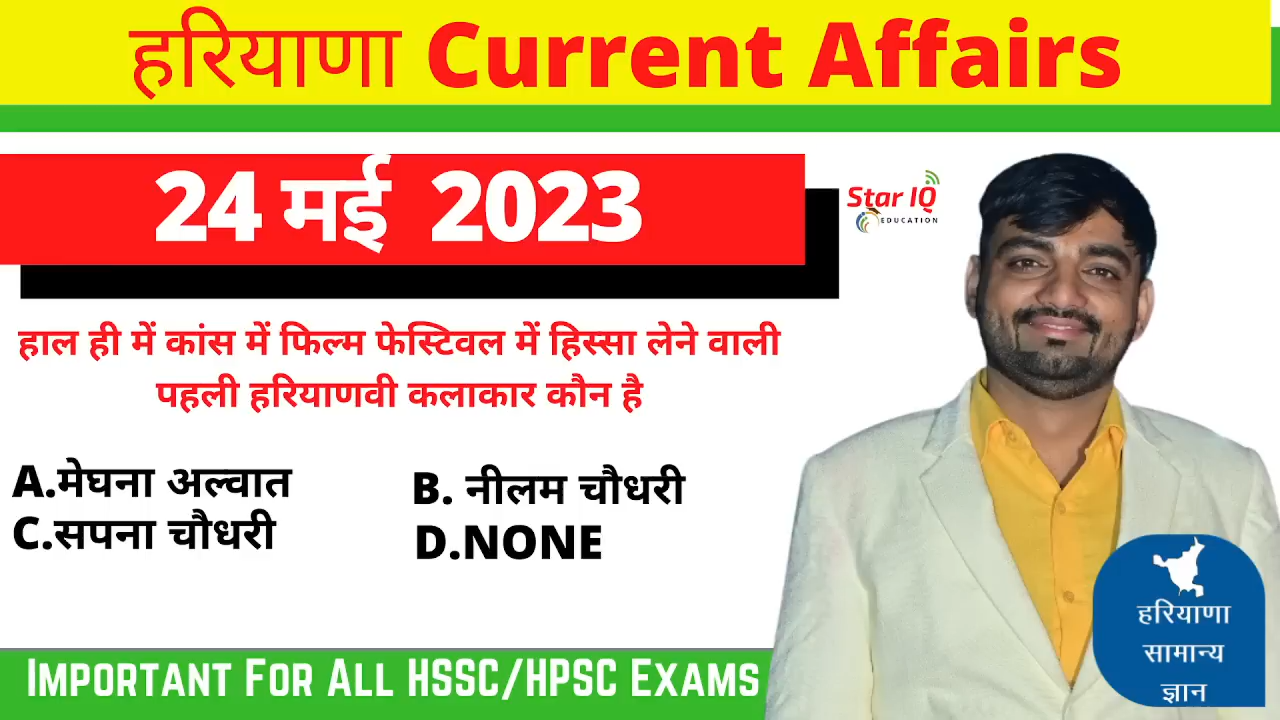 हरियाणा Current Affairs
24 मई 2023
Star IQ
EDUCATION
हाल ही में कांस में फिल्म फेस्टिवल में हिस्सा लेने वाली
पहली हरियाणवी कलाकार कौन है
A.मेघना अल्वात
B. नीलम चौधरी
C.सपना चौधरी
D.NONE
हरियाणा
सामान्य
ज्ञान
IMPORTANT FOR ALL HSSC/HPSC EXAMS